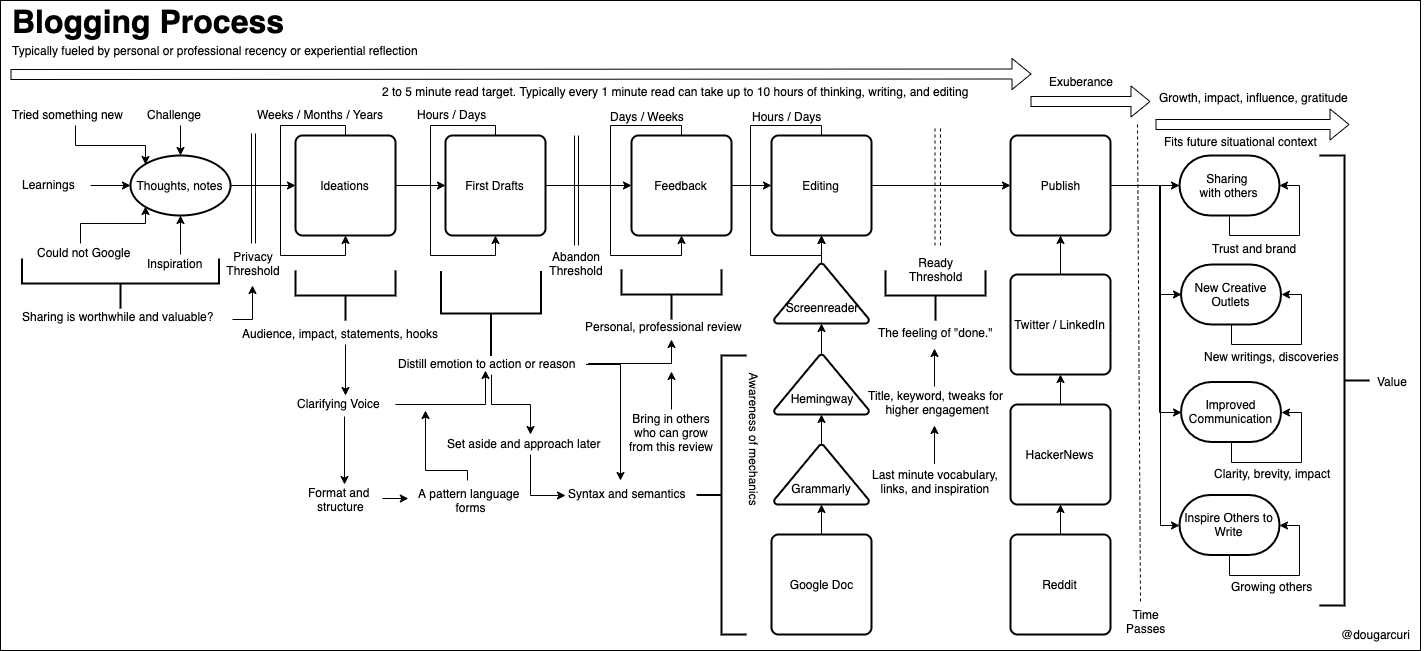 Blogging Process
Typically fueled by personal or professional recency or experiential reflection
2 to 5 minute read target. Typically every 1 minute read can take up to 10 hours of thinking, writing, and editing
Exuberance
Growth, impact, influence, gratitude
Fits future situational context
Tried something new
Challenge
Learnings
Thoughts, notes
Could not Google
Inspiration
Sharing is worthwhile and valuable?
Privacy
Threshold
Weeks / Months / Years
Ideations
Audience, impact, statements, hooks
Clarifying Voice
Format and
structure
A pattern language
forms
Hours / Days
First Drafts
Distill emotion to action or reason
Set aside and approach later
Syntax and semantics
Abandon
Threshold
Days / Weeks
Feedback
Personal, professional review
Bring in others
who can grow
from this review
Awareness of mechanics
Hours / Days
Editing
Screenreader
Hemingway
Grammarly
Google Doc
Ready
Threshold
The feeling of "done."
Title, keyword, tweaks for
higher engagement
Last minute vocabulary,
links, and inspiration
Publish
Twitter / LinkedIn
HackerNews
Reddit
Time
Passes
Sharing
with others
Trust and brand
New Creative
Outlets
New writings, discoveries
Improved
Communication
Clarity, brevity, impact
Inspire Others to
Write
Growing others
Value
@dougarcuri